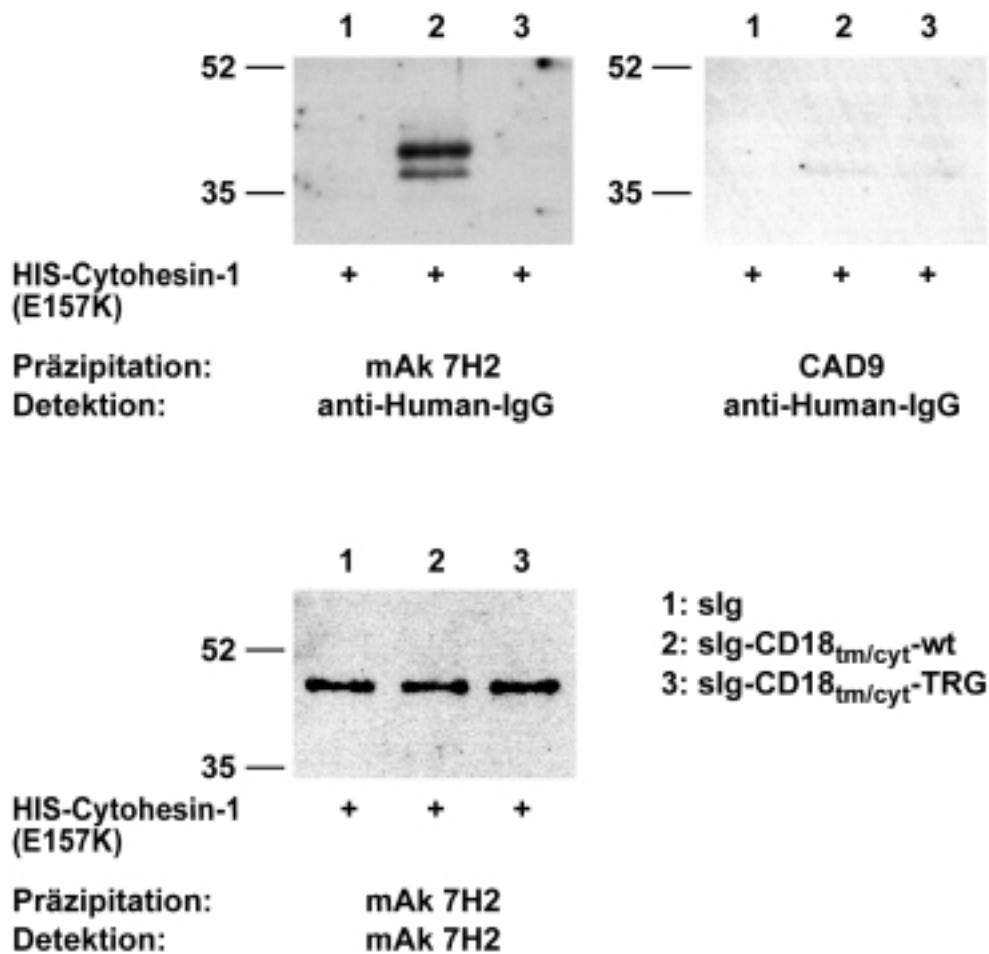 1 2 3
52
35
HIS-Cytohesin-1 + + +
(E157K)
Präzipitation: mAk 7H2
Detektion: anti-Human-IgG
1 2 3
52
35
+ + +
CAD9
anti-Human-IgG
1 2 3
52
35
HIS-Cytohesin-1 + + +
(E157K)
Präzipitation: mAk 7H2
Detektion: mAk 7H2
1: sIg
2: sIg-CD18tm/cyt-wt
3: sIg-CD18tm/cyt-TRG